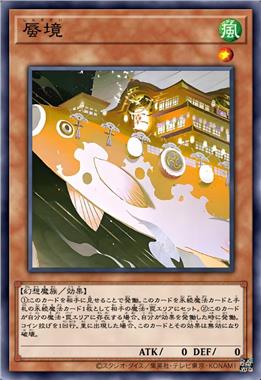 蜃境
風
[幻想魔族/効果]
①このカードを相手に見せることで発動。このカードを永続魔法カードと手
札の永続魔法カード1枚として相手の魔法・罠エリアにセット。②このカード
が自分の魔法・罠エリアに存在する場合、自分が効果を発動した時に発動。
コイン投げを1回行う。裏に出現した場合、このカードとその効果は無効になり
破壊。
ATK/ 0 DEF/ 0
©スタジオ・ダイス/集英社・テレビ東京・KONAMI